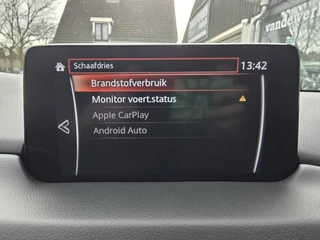 Schaafdries
13:42
Brandstofverbruik
Monitor voert.status
Apple CarPlay
Android Auto